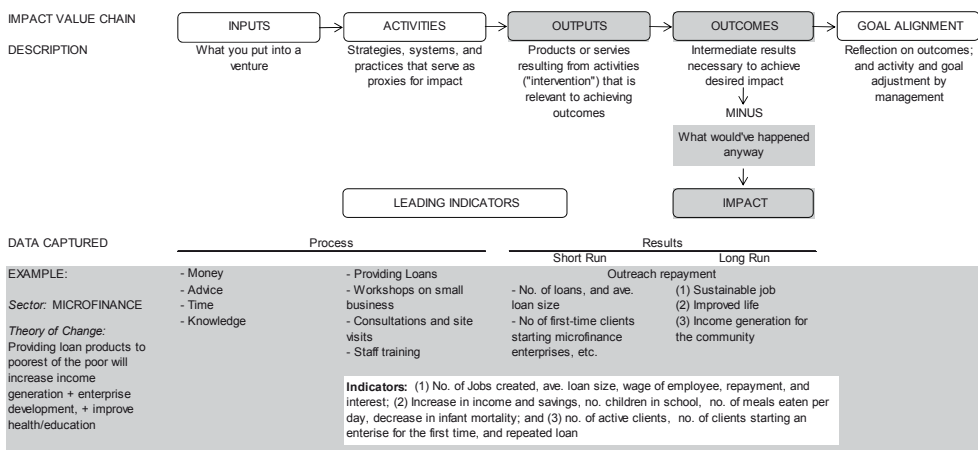 IMPACT VALUE CHAIN
INPUTS
ACTIVITIES
OUTPUTS
OUTCOMES
GOAL ALIGNMENT
DESCRIPTION
What you put into a
venture
Strategies, systems, and
practices that serve as
proxies for impact
Products or servies
resulting from activities
("intervention") that is
relevant to achieving
outcomes
Intermediate results
necessary to achieve
desired impact
Reflection on outcomes;
and activity and goal
adjustment by
management
MINUS
What would've happened
anyway
LEADING INDICATORS
IMPACT
DATA CAPTURED
Process
Results
Short Run
Long Run
EXAMPLE:
Sector: MICROFINANCE
Theory of Change:
Providing loan products to
poorest of the poor will
increase income
generation + enterprise
development, + improve
health/education
- Money
- Advice
- Time
- Knowledge
- Providing Loans
- Workshops on small
business
- Consultations and site
visits
- Staff training
Outreach repayment
- No. of loans, and ave.
loan size
- No of first-time clients
starting microfinance
enterprises, etc.
(1) Sustainable job
(2) Improved life
(3) Income generation for
the community
Indicators: (1) No. of Jobs created, ave. loan size, wage of employee, repayment, and
interest; (2) Increase in income and savings, no. children in school, no. of meals eaten per
day, decrease in infant mortality; and (3) no. of active clients, no. of clients starting an
enterise for the first time, and repeated loan